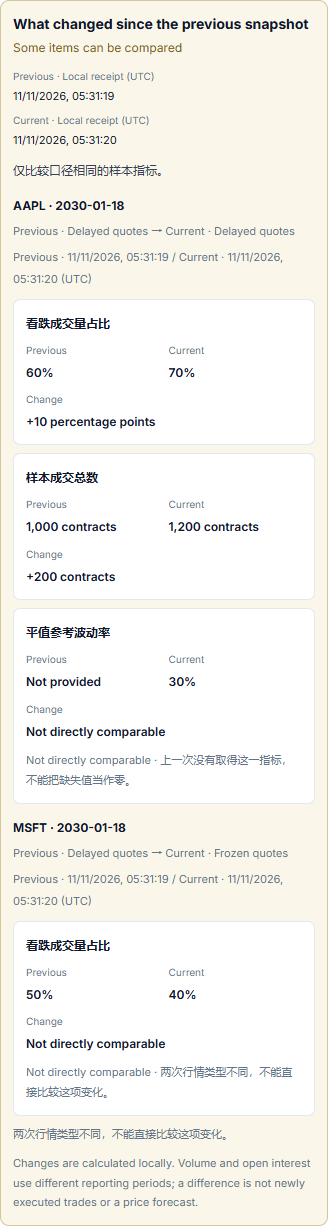 What changed since the previous snapshot
Some items can be compared
Previous · Local receipt (UTC)
11/11/2026, 05:31:19
Current · Local receipt (UTC)
11/11/2026, 05:31:20
仅比较口径相同的样本指标。
AAPL · 2030-01-18
Previous · Delayed quotes → Current · Delayed quotes
Previous · 11/11/2026, 05:31:19 / Current · 11/11/2026,
05:31:20 (UTC)
看跌成交量占比
Previous Current
60% 70%
Change
+10 percentage points
样本成交总数
Previous Current
1,000 contracts 1,200 contracts
Change
+200 contracts
平值参考波动率
Previous Current
Not provided 30%
Change
Not directly comparable
Not directly comparable · 上一次没有取得这一指标，
不能把缺失值当作零。
MSFT · 2030-01-18
Previous · Delayed quotes → Current · Frozen quotes
Previous · 11/11/2026, 05:31:19 / Current · 11/11/2026,
05:31:20 (UTC)
看跌成交量占比
Previous Current
50% 40%
Change
Not directly comparable
Not directly comparable · 两次行情类型不同，不能直
接比较这项变化。
两次行情类型不同，不能直接比较这项变化。
Changes are calculated locally. Volume and open interest
use different reporting periods; a difference is not newly
executed trades or a price forecast.